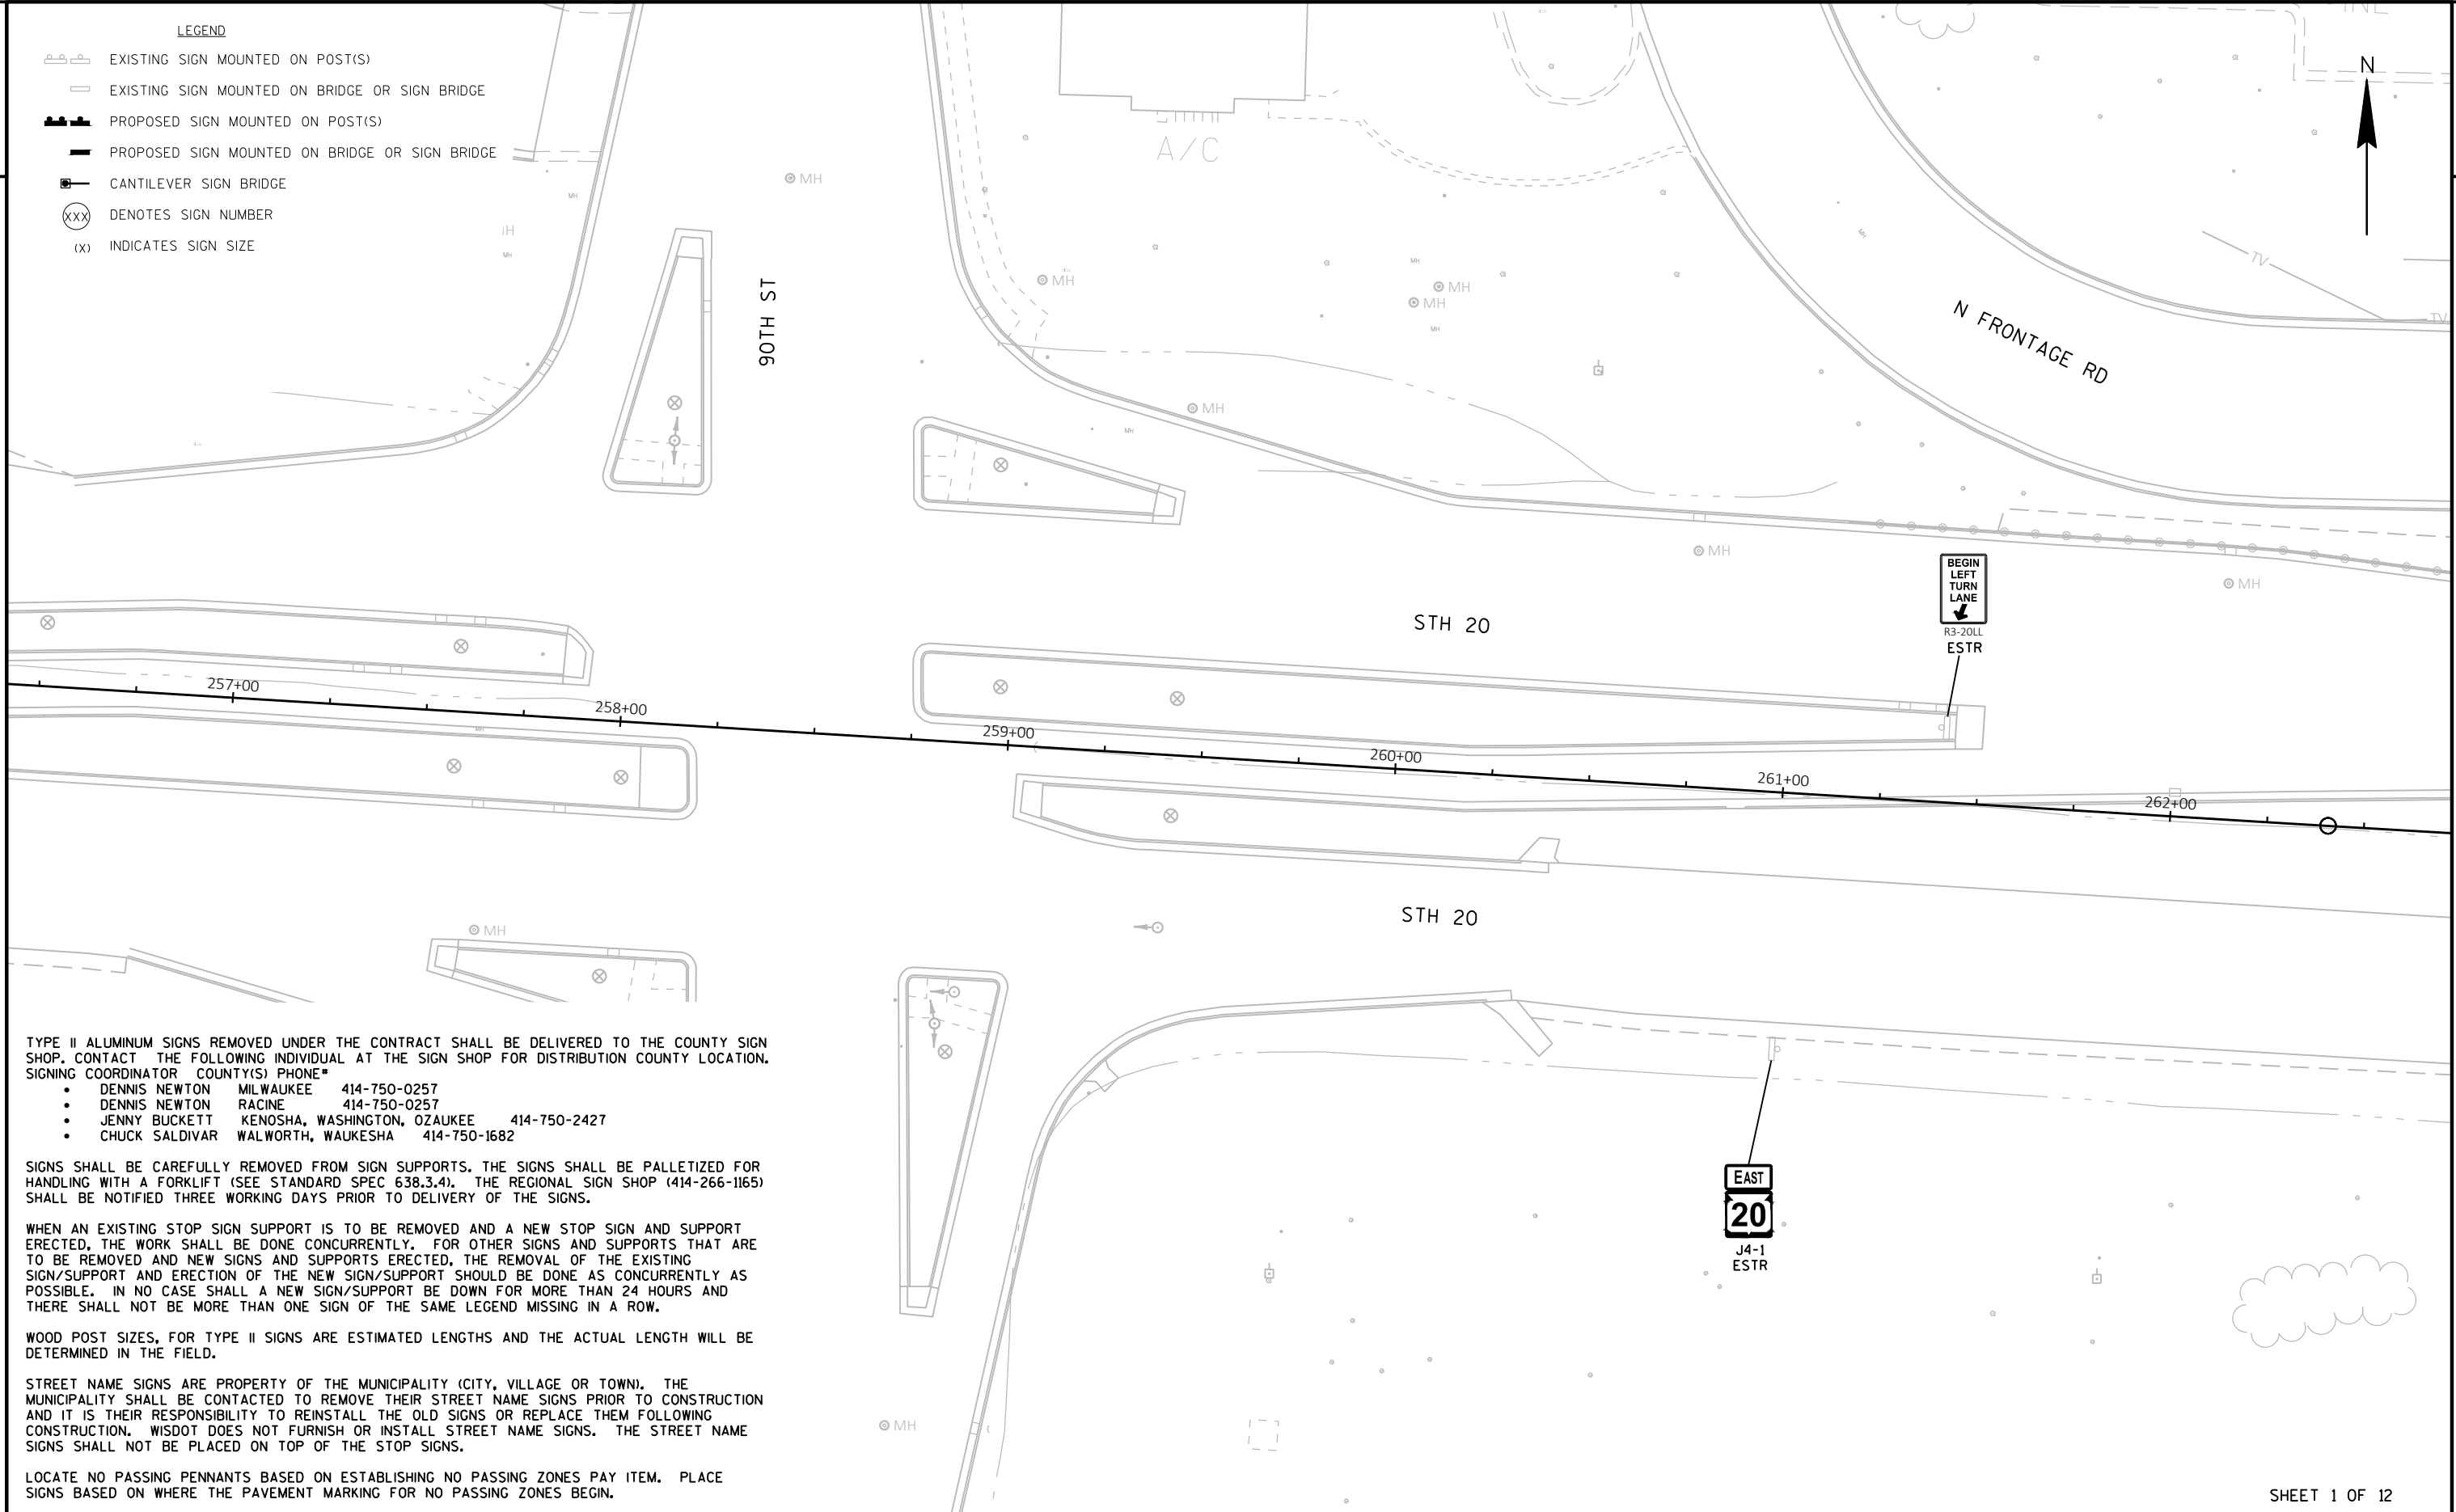 LEGEND
EXISTING SIGN MOUNTED ON POST(S)
EXISTING SIGN MOUNTED ON BRIDGE OR SIGN BRIDGE
PROPOSED SIGN MOUNTED ON POST(S)
PROPOSED SIGN MOUNTED ON BRIDGE OR SIGN BRIDGE
CANTILEVER SIGN BRIDGE
XXX DENOTES SIGN NUMBER
(X) INDICATES SIGN SIZE
MH
MH
MH
A/C
N
MH
MH
MH
MH
MH
MH
MH
90TH ST
N FRONTAGE RD
TV
TV
MH
MH
MH
MH
BEGIN
LEFT
TURN
LANE
R3-20LL
ESTR
STH 20
257+00
258+00
259+00
260+00
261+00
262+00
MH
STH 20
MH
EAST
20
J4-1
ESTR
MH
TYPE II ALUMINUM SIGNS REMOVED UNDER THE CONTRACT SHALL BE DELIVERED TO THE COUNTY SIGN
SHOP. CONTACT THE FOLLOWING INDIVIDUAL AT THE SIGN SHOP FOR DISTRIBUTION COUNTY LOCATION.
SIGNING COORDINATOR COUNTY(S) PHONE#
• DENNIS NEWTON MILWAUKEE 414-750-0257
• DENNIS NEWTON RACINE 414-750-0257
• JENNY BUCKETT KENOSHA, WASHINGTON, OZAUKEE 414-750-2427
• CHUCK SALDIVAR WALWORTH, WAUKESHA 414-750-1682
SIGNS SHALL BE CAREFULLY REMOVED FROM SIGN SUPPORTS. THE SIGNS SHALL BE PALLETIZED FOR
HANDLING WITH A FORKLIFT (SEE STANDARD SPEC 638.3.4). THE REGIONAL SIGN SHOP (414-266-1165)
SHALL BE NOTIFIED THREE WORKING DAYS PRIOR TO DELIVERY OF THE SIGNS.
WHEN AN EXISTING STOP SIGN SUPPORT IS TO BE REMOVED AND A NEW STOP SIGN AND SUPPORT
ERECTED, THE WORK SHALL BE DONE CONCURRENTLY. FOR OTHER SIGNS AND SUPPORTS THAT ARE
TO BE REMOVED AND NEW SIGNS AND SUPPORTS ERECTED, THE REMOVAL OF THE EXISTING
SIGN/SUPPORT AND ERECTION OF THE NEW SIGN/SUPPORT SHOULD BE DONE AS CONCURRENTLY AS
POSSIBLE. IN NO CASE SHALL A NEW SIGN/SUPPORT BE DOWN FOR MORE THAN 24 HOURS AND
THERE SHALL NOT BE MORE THAN ONE SIGN OF THE SAME LEGEND MISSING IN A ROW.
WOOD POST SIZES, FOR TYPE II SIGNS ARE ESTIMATED LENGTHS AND THE ACTUAL LENGTH WILL BE
DETERMINED IN THE FIELD.
STREET NAME SIGNS ARE PROPERTY OF THE MUNICIPALITY (CITY, VILLAGE OR TOWN). THE
MUNICIPALITY SHALL BE CONTACTED TO REMOVE THEIR STREET NAME SIGNS PRIOR TO CONSTRUCTION
AND IT IS THEIR RESPONSIBILITY TO REINSTALL THE OLD SIGNS OR REPLACE THEM FOLLOWING
CONSTRUCTION. WISDOT DOES NOT FURNISH OR INSTALL STREET NAME SIGNS. THE STREET NAME
SIGNS SHALL NOT BE PLACED ON TOP OF THE STOP SIGNS.
LOCATE NO PASSING PENNANTS BASED ON ESTABLISHING NO PASSING ZONES PAY ITEM. PLACE
SIGNS BASED ON WHERE THE PAVEMENT MARKING FOR NO PASSING ZONES BEGIN.
SHEET 1 OF 12